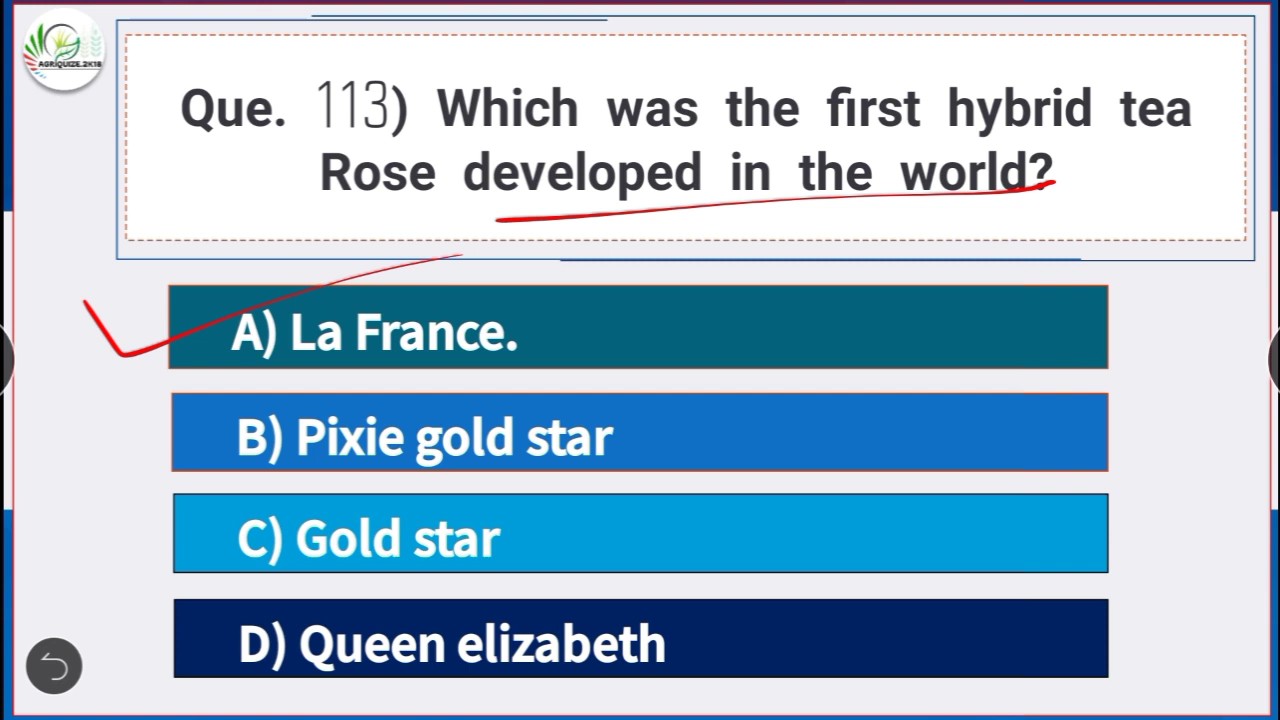 AGRIQUIZE.2K18
Que. 113) Which was the first hybrid tea
Rose developed in the world?
A) La France.
B) Pixie gold star
C) Gold star
D) Queen elizabeth